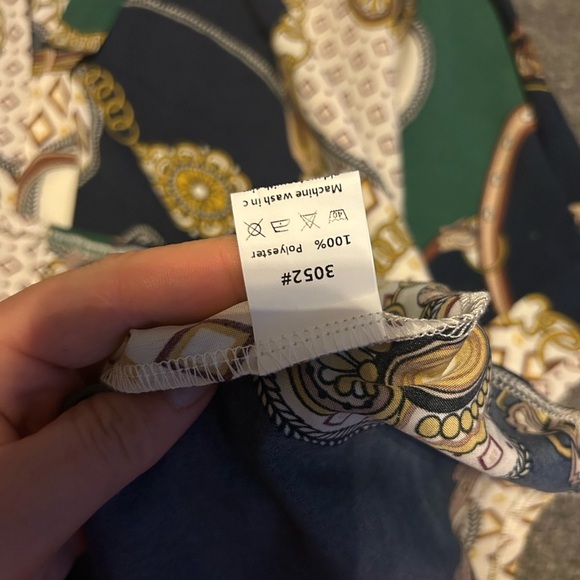 3052#
100% Polyester
40
Machine wash in c